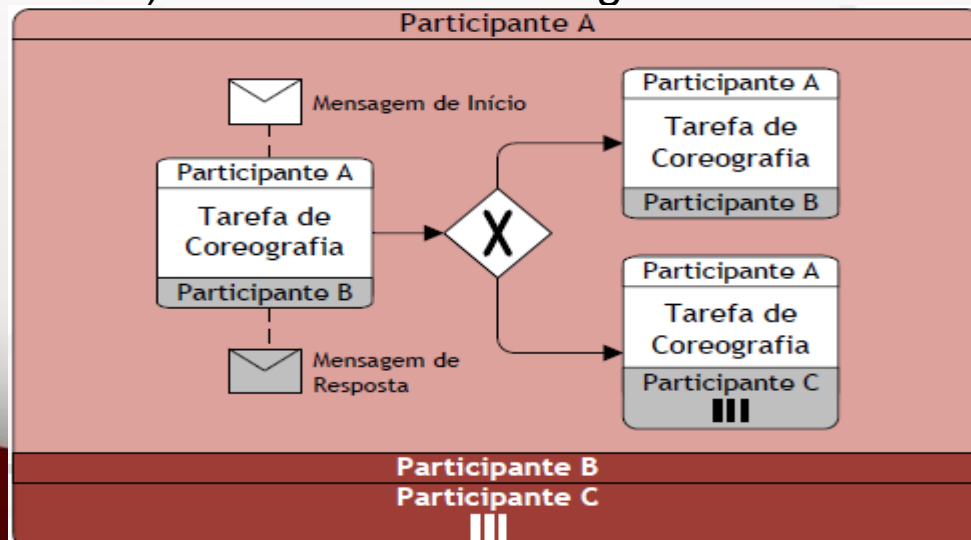 Participante A
Mensagem de Início
Participante A
Tarefa de
Coreografia
Participante B
Mensagem de
Resposta
X
Participante A
Tarefa de
Coreografia
Participante B
Participante A
Tarefa de
Coreografia
Participante C
Participante B
Participante C